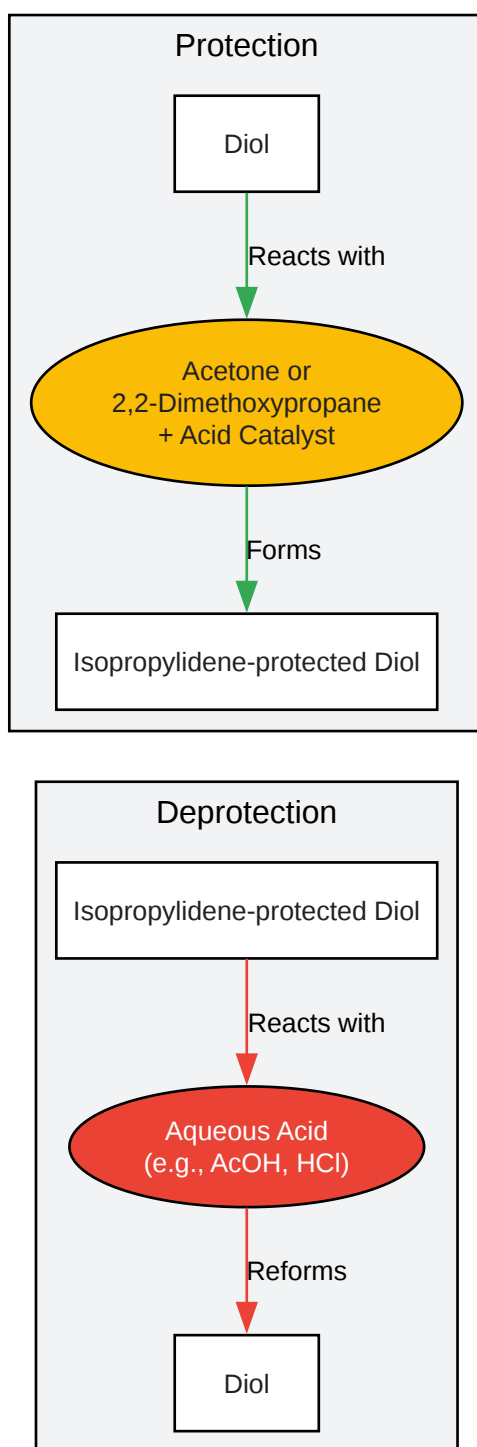 Protection
Diol
Reacts with
Acetone or
2,2-Dimethoxypropane
+ Acid Catalyst
Forms
Isopropylidene-protected Diol
Deprotection
Isopropylidene-protected Diol
Reacts with
Aqueous Acid
(e.g., AcOH, HCl)
Reforms
Diol